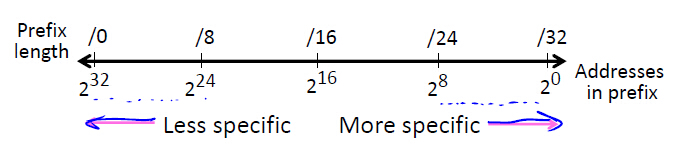 Prefix length /0 /8 /16 /24 /32
2^32 2^24 2^16 2^8 2^0 Addresses in prefix
Less specific More specific